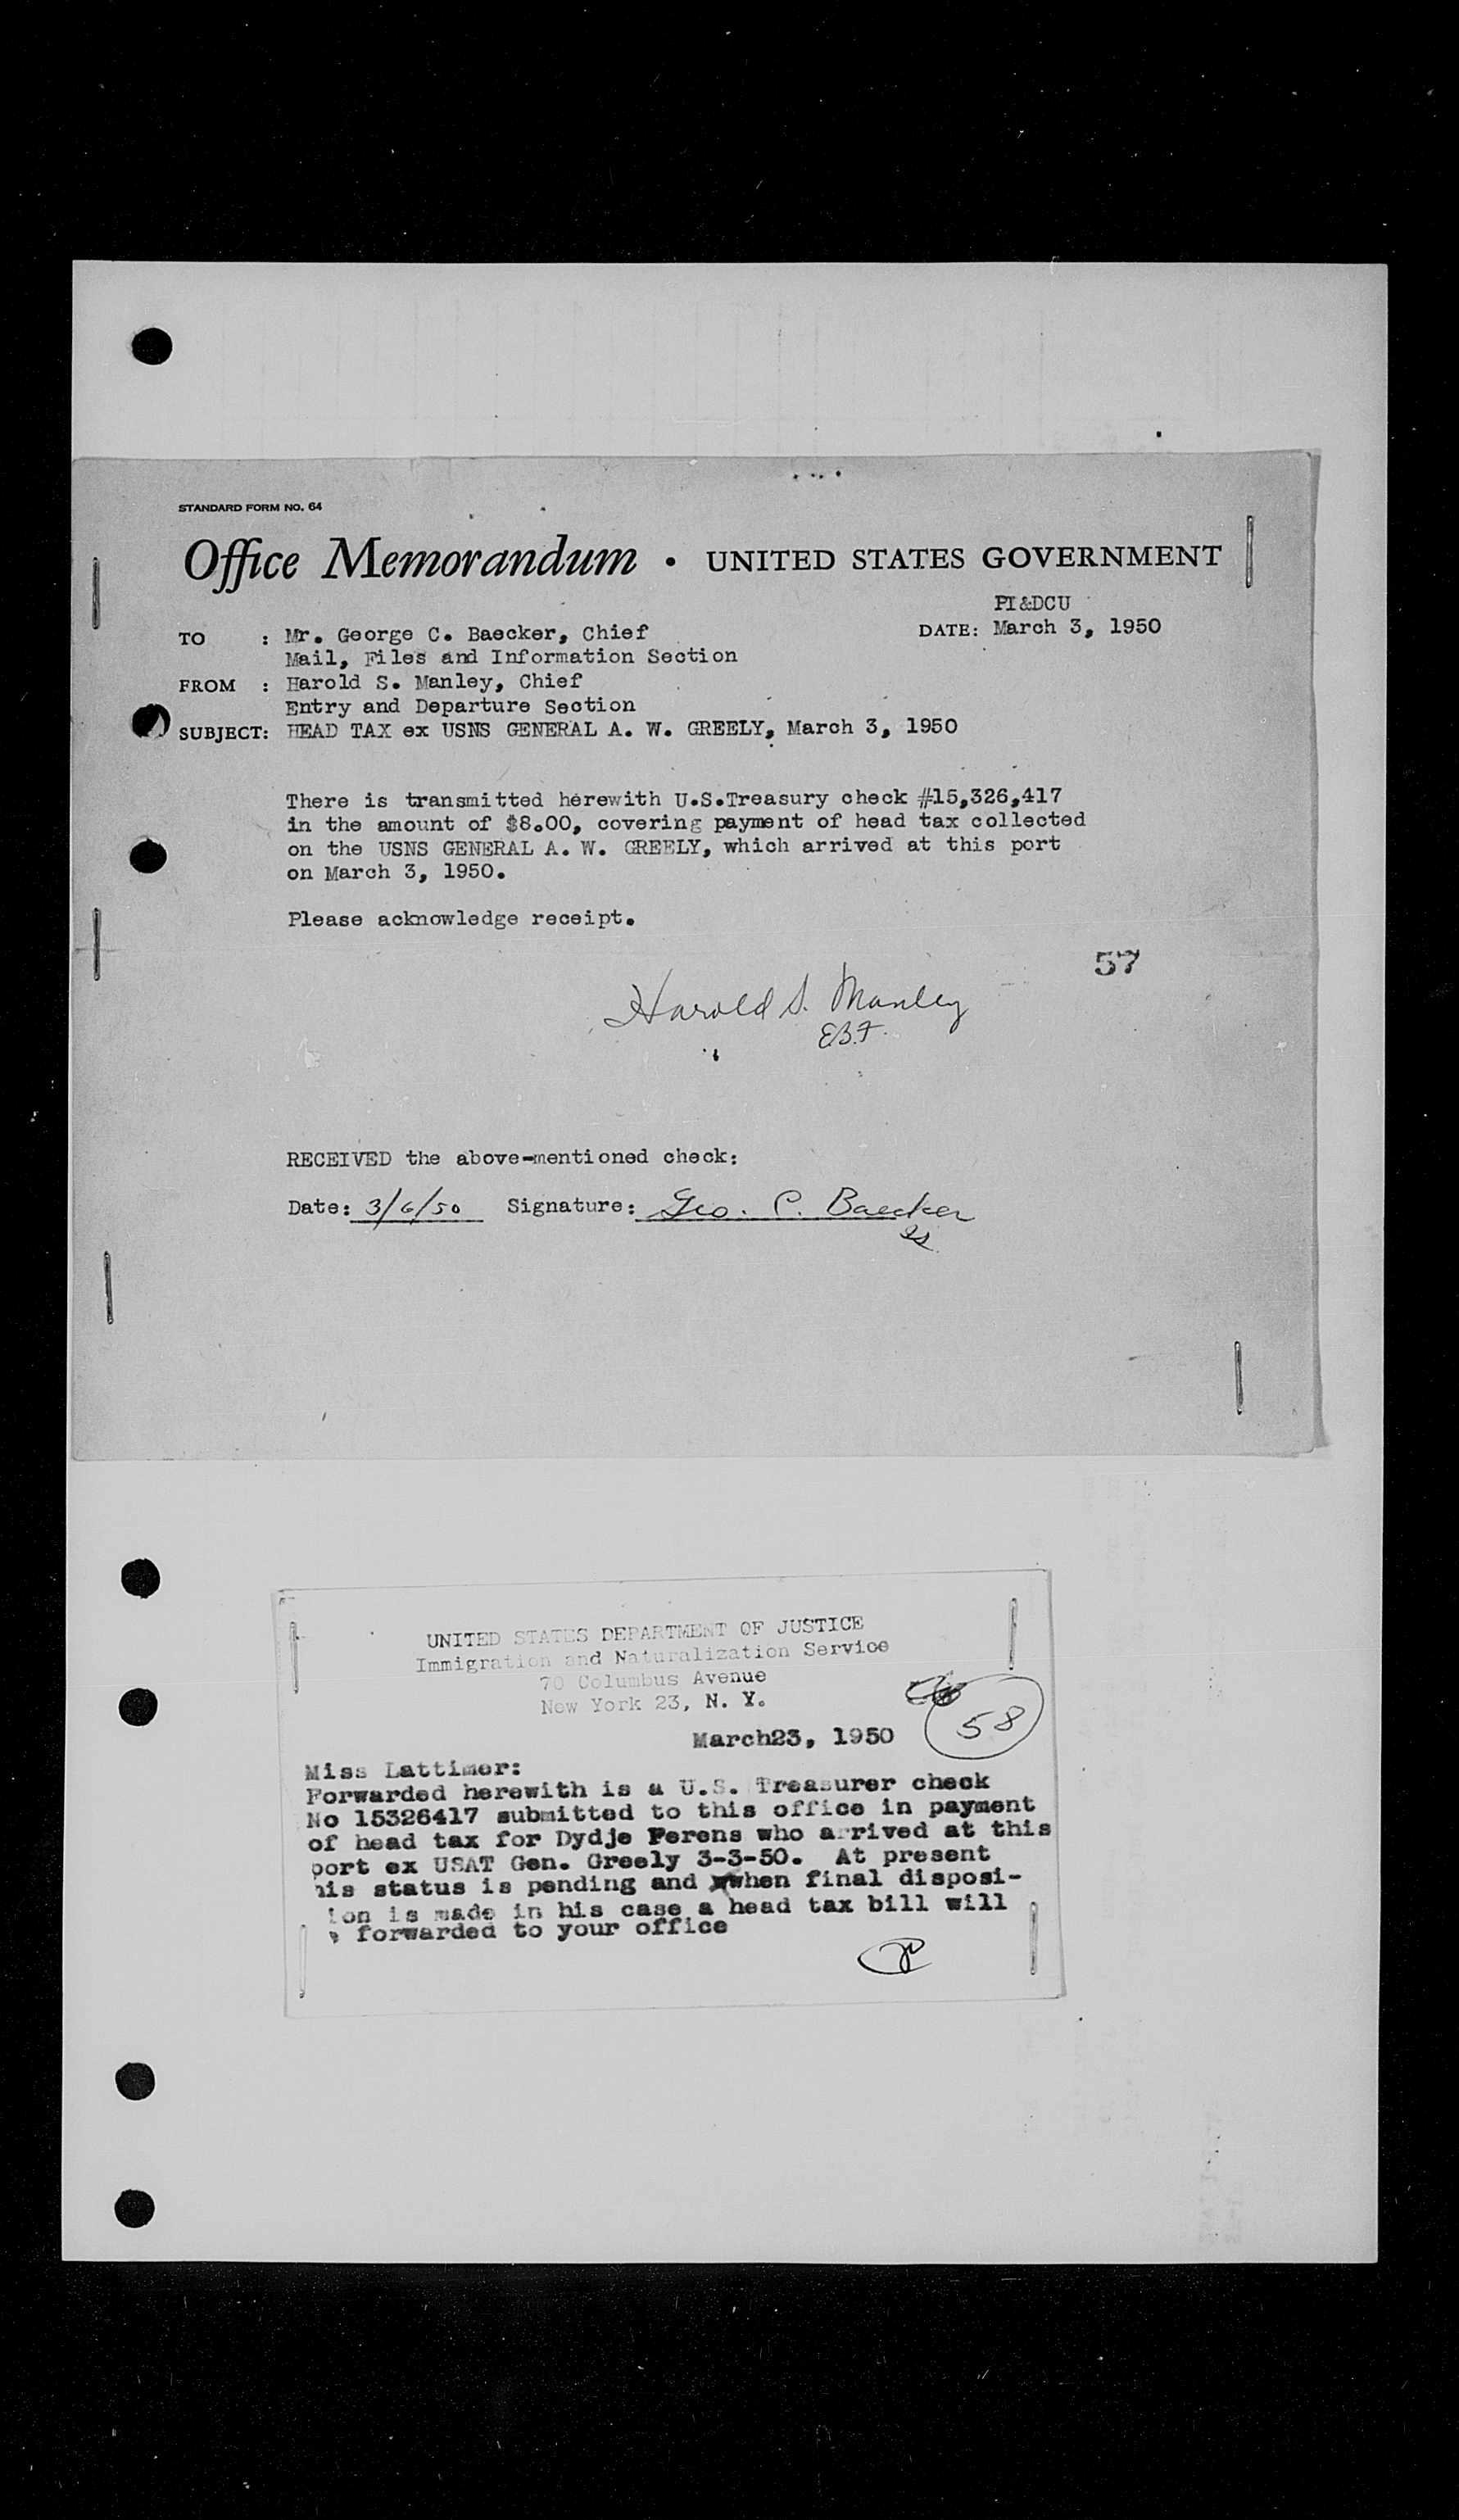 STANDARD FORM NO. 64
Office Memorandum • UNITED STATES GOVERNMENT
PI&DCU
TO : Mr. George C. Baecker, Chief DATE: March 3, 1950
Mail, Files and Information Section
FROM : Harold S. Manley, Chief
Entry and Departure Section
SUBJECT: HEAD TAX ex USNS GENERAL A. W. GREELY, March 3, 1950
There is transmitted herewith U.S.Treasury check #15,326,417
in the amount of $8.00, covering payment of head tax collected
on the USNS GENERAL A. W. GREELY, which arrived at this port
on March 3, 1950.
Please acknowledge receipt.
57
Harold S. Manley
E.B.F.
RECEIVED the above-mentioned check:
Date: 3/6/50 Signature: Geo. C. Baecker
UNITED STATES DEPARTMENT OF JUSTICE
Immigration and Naturalization Service
70 Columbus Avenue
New York 23, N. Y.
58
March23, 1950
Miss Lattimer:
Forwarded herewith is a U.S. Treasurer check
No 15326417 submitted to this office in payment
of head tax for Dydje Perens who arrived at this
port ex USAT Gen. Greely 3-3-50. At present
his status is pending and when final disposi-
ion is made in his case a head tax bill will
forwarded to your office